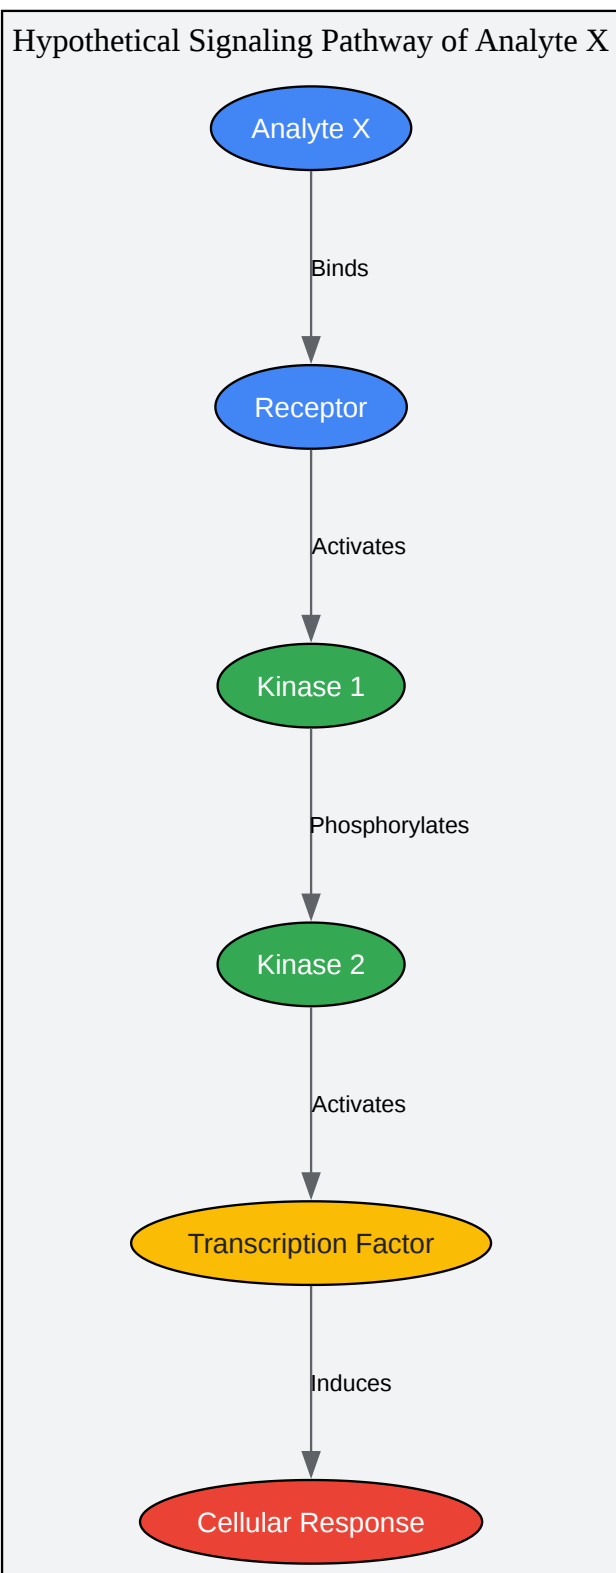 Hypothetical Signaling Pathway of Analyte X
Analyte X
Binds
Receptor
Activates
Kinase 1
Phosphorylates
Kinase 2
Activates
Transcription Factor
Induces
Cellular Response